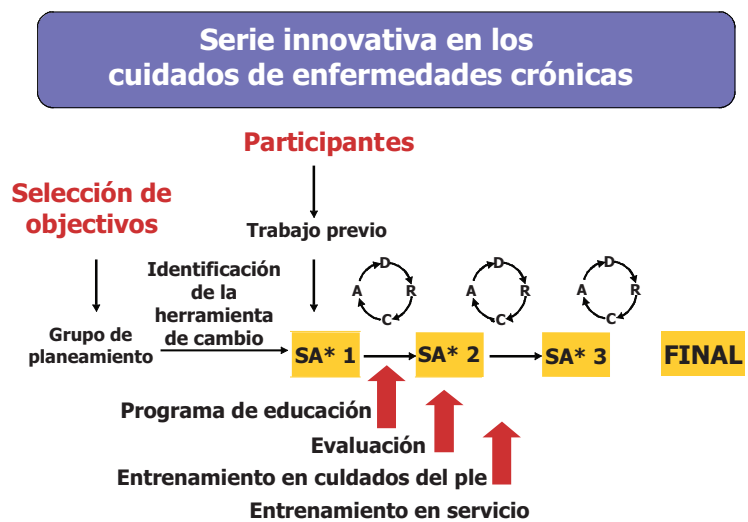 Serie innovativa en los
cuidados de enfermedades crónicas
Participantes
Selección de
objectivos
Trabajo previo
Identificación
de la
herramienta
de cambio
Grupo de
planeamiento
D
A R
C
D
A R
C
D
A R
C
SA* 1
SA* 2
SA* 3
FINAL
Programa de educación
Evaluación
Entrenamiento en culdados del ple
Entrenamiento en servicio